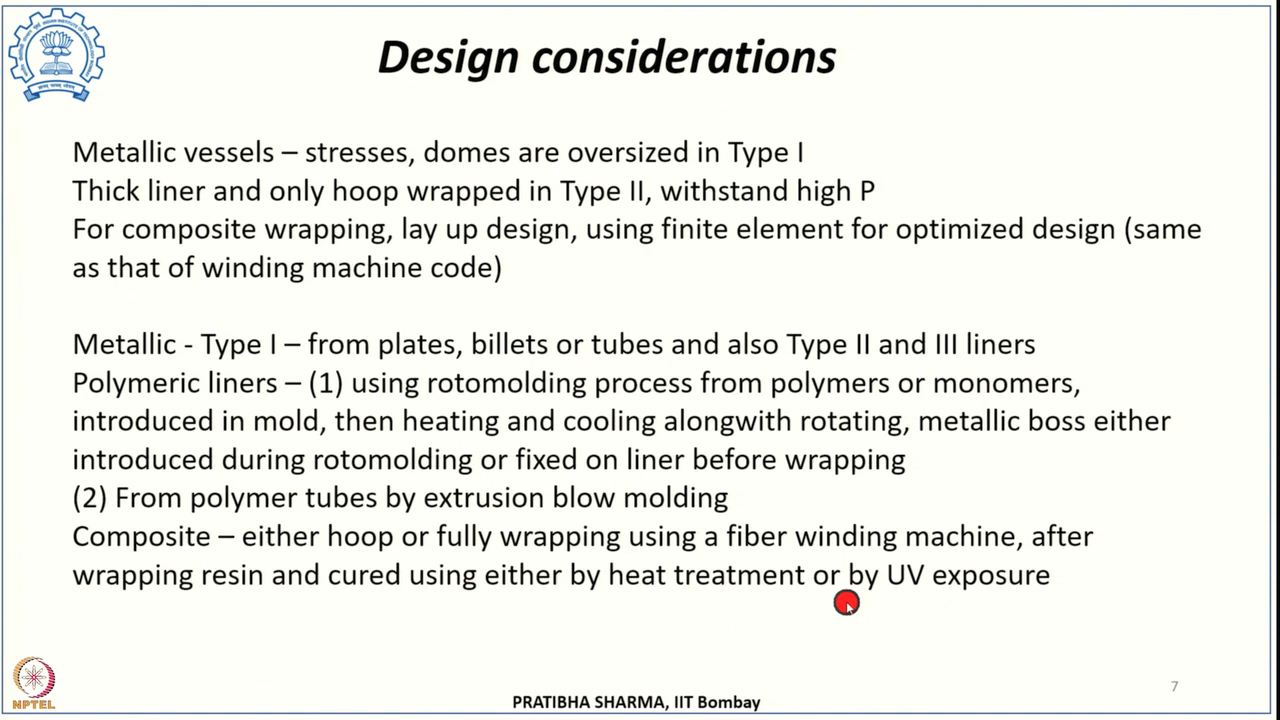 Design considerations
Metallic vessels – stresses, domes are oversized in Type I
Thick liner and only hoop wrapped in Type II, withstand high P
For composite wrapping, lay up design, using finite element for optimized design (same
as that of winding machine code)
Metallic - Type I – from plates, billets or tubes and also Type II and III liners
Polymeric liners – (1) using rotomolding process from polymers or monomers,
introduced in mold, then heating and cooling alongwith rotating, metallic boss either
introduced during rotomolding or fixed on liner before wrapping
(2) From polymer tubes by extrusion blow molding
Composite – either hoop or fully wrapping using a fiber winding machine, after
wrapping resin and cured using either by heat treatment or by UV exposure
7
NPTEL
PRATIBHA SHARMA, IIT Bombay